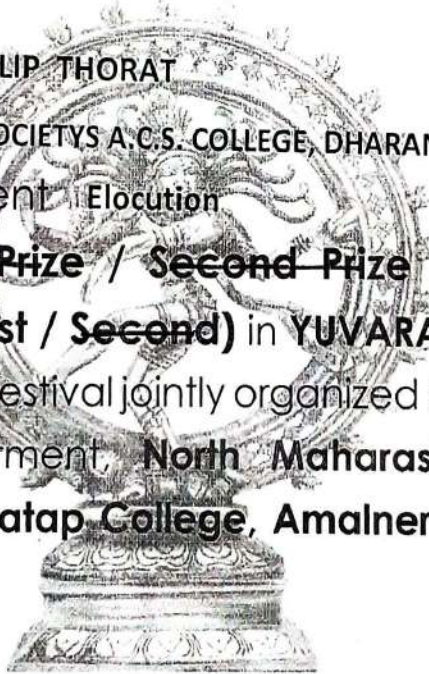 LIP THORAT
OCIETYS A.C.S. COLLEGE, DHARAN
ent Elocution
Prize / Second Prize
st / Second) in YUVARA
estival jointly organized
rment, North Maharas
atap College, Amalner